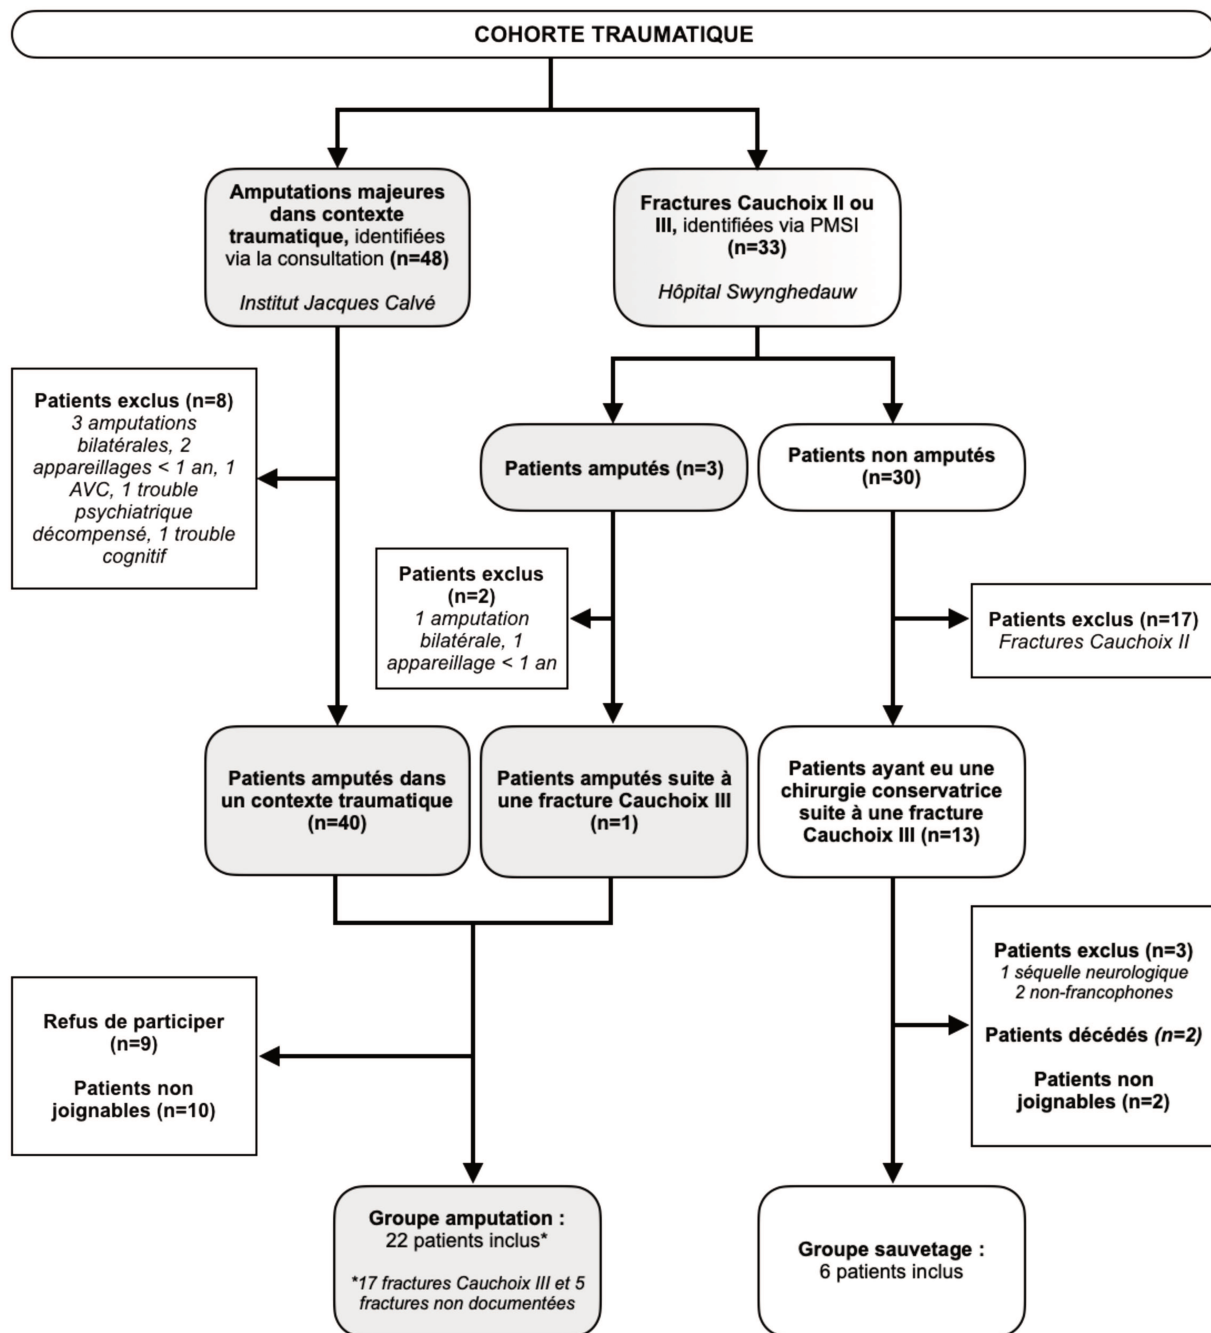 COHORTE TRAUMATIQUE
Amputations majeures
dans contexte
traumatique, identifiées
via la consultation (n=48)
Institut Jacques Calvé
Fractures Cauchoix II ou
III, identifiées via PMSI
(n=33)
Hôpital Swynghedauw
Patients exclus (n=8)
3 amputations
bilatérales, 2
appareillages < 1 an, 1
AVC, 1 trouble
psychiatrique
décompensé, 1 trouble
cognitif
Patients amputés (n=3)
Patients non amputés
(n=30)
Patients exclus
(n=2)
1 amputation
bilatérale, 1
appareillage < 1 an
Patients exclus (n=17)
Fractures Cauchoix II
Patients amputés dans
un contexte traumatique
(n=40)
Patients amputés suite à
une fracture Cauchoix III
(n=1)
Patients ayant eu une
chirurgie conservatrice
suite à une fracture
Cauchoix III (n=13)
Refus de participer
(n=9)
Patients non
joignables (n=10)
Patients exclus (n=3)
1 séquelle neurologique
2 non-francophones
Patients décédés (n=2)
Patients non
joignables (n=2)
Groupe amputation :
22 patients inclus*
*17 fractures Cauchoix III et 5
fractures non documentées
Groupe sauvetage :
6 patients inclus